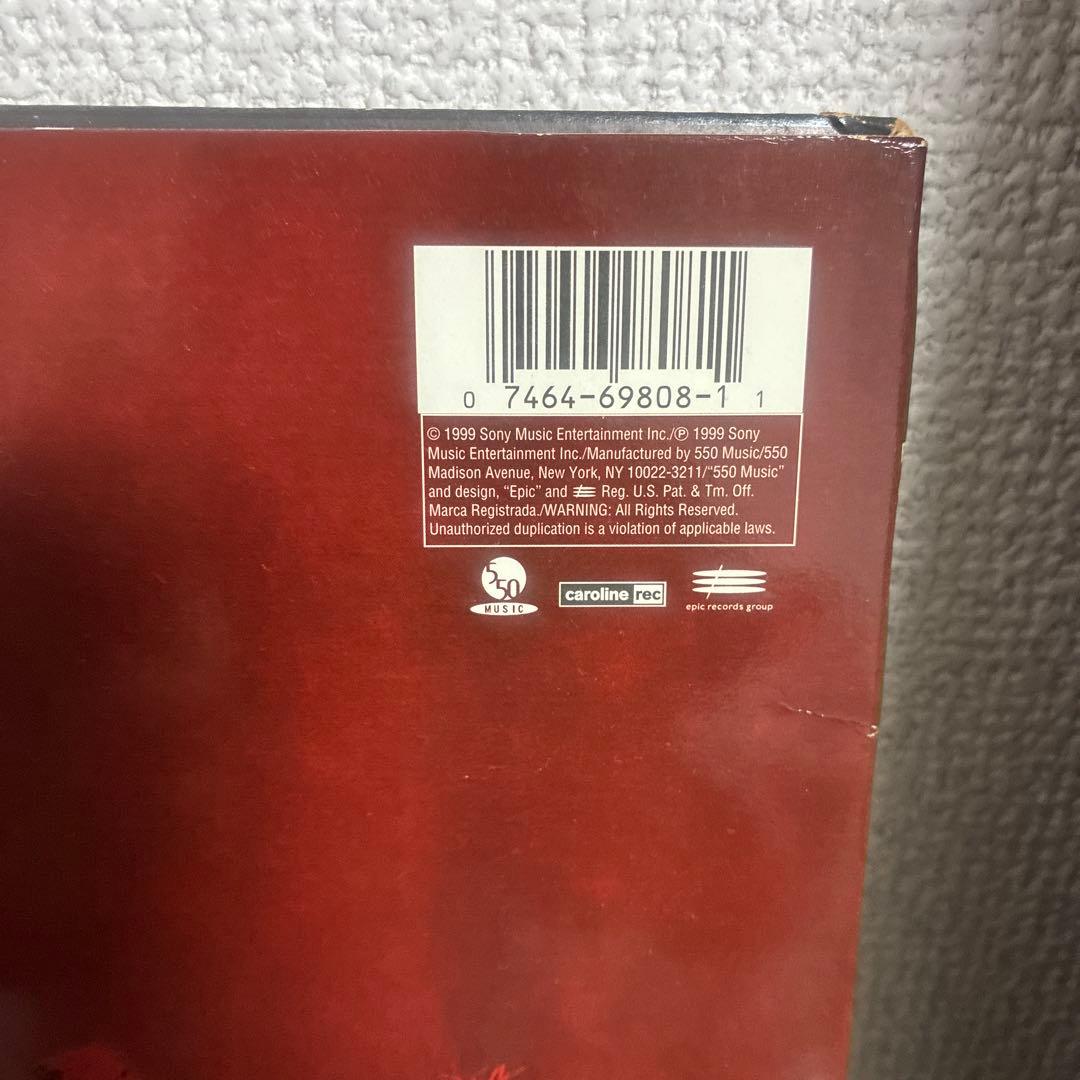 0 7464-69808-1 1
© 1999 Sony Music Entertainment Inc./℗ 1999 Sony
Music Entertainment Inc./Manufactured by 550 Music/550
Madison Avenue, New York, NY 10022-3211/“550 Music”
and design, “Epic” and Reg. U.S. Pat. & Tm. Off.
Marca Registrada./WARNING: All Rights Reserved.
Unauthorized duplication is a violation of applicable laws.
550
MUSIC
caroline rec
epic records group